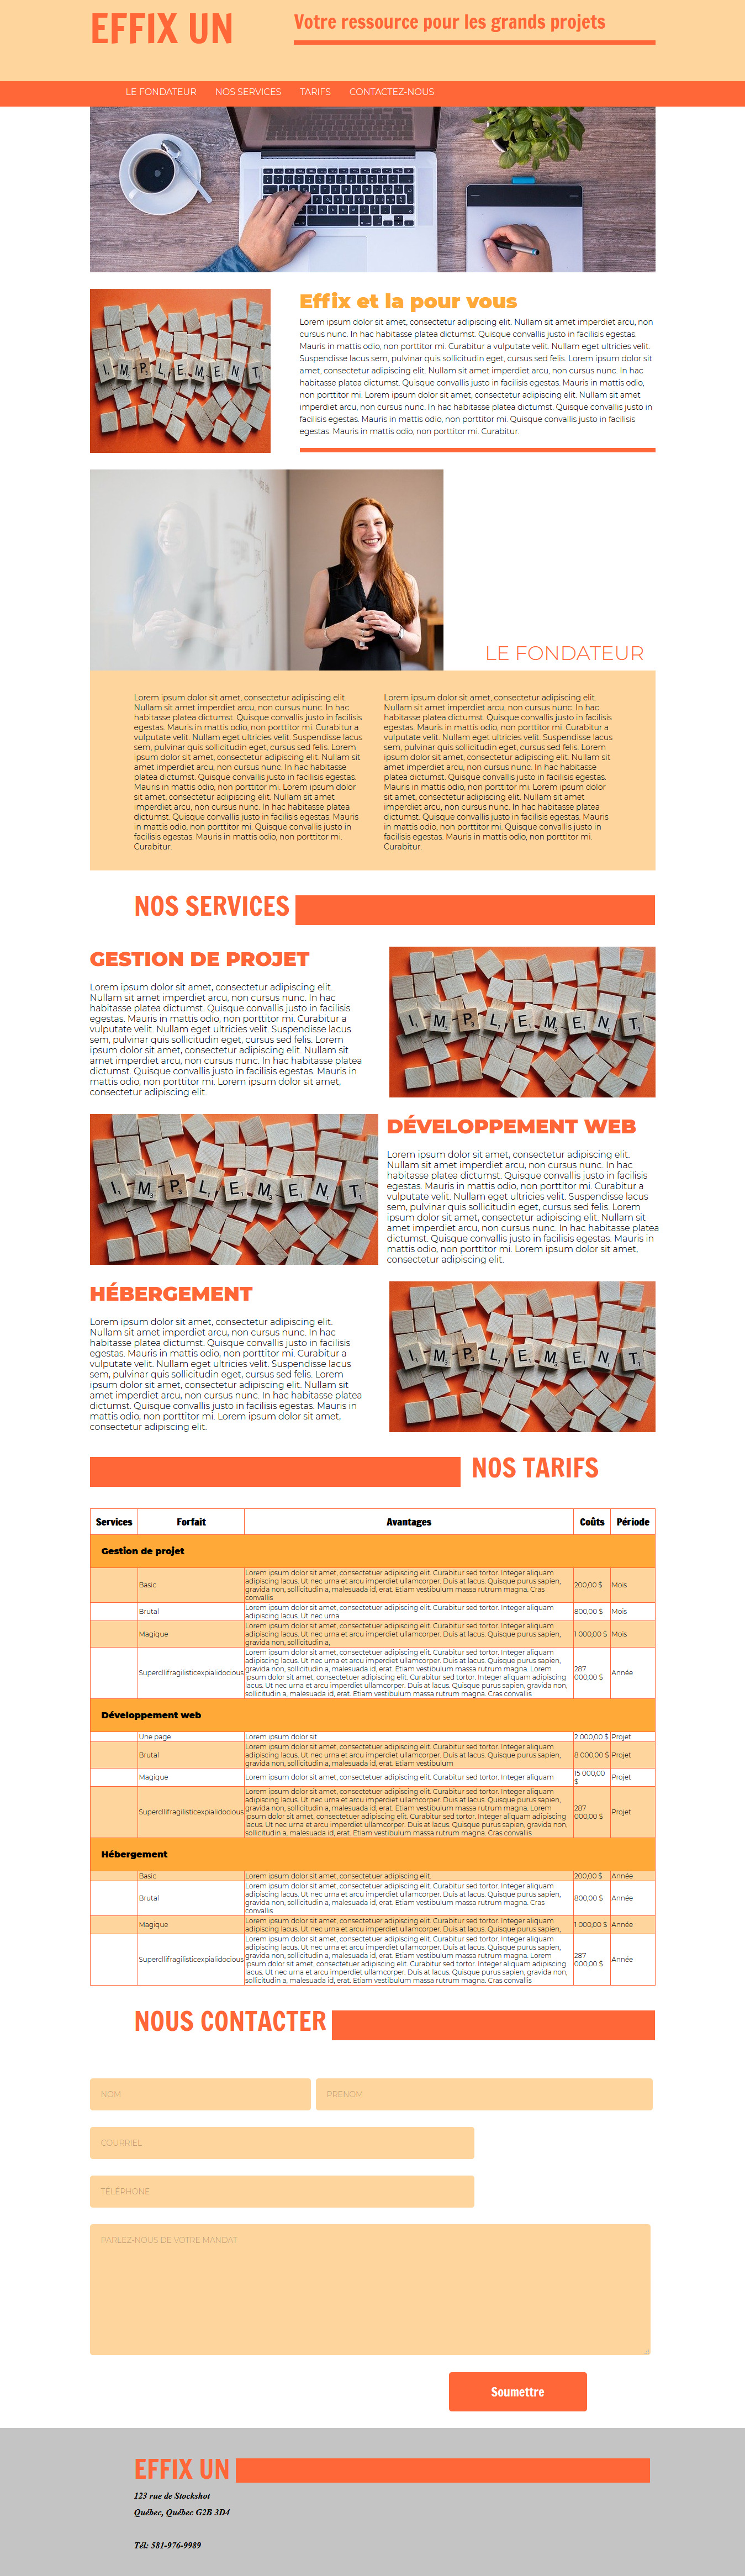 EFFIX UN
Votre ressource pour les grands projets
LE FONDATEUR NOS SERVICES TARIFS CONTACTEZ-NOUS
IMPLEMENT
Effix et la pour vous
Lorem ipsum dolor sit amet, consectetur adipiscing elit. Nullam sit amet imperdiet arcu, non
cursus nunc. In hac habitasse platea dictumst. Quisque convallis justo in facilisis egestas.
Mauris in mattis odio, non porttitor mi. Curabitur a vulputate velit. Nullam eget ultricies velit.
Suspendisse lacus sem, pulvinar quis sollicitudin eget, cursus sed felis. Lorem ipsum dolor sit
amet, consectetur adipiscing elit. Nullam sit amet imperdiet arcu, non cursus nunc. In hac
habitasse platea dictumst. Quisque convallis justo in facilisis egestas. Mauris in mattis odio,
non porttitor mi. Lorem ipsum dolor sit amet, consectetur adipiscing elit. Nullam sit amet
imperdiet arcu, non cursus nunc. In hac habitasse platea dictumst. Quisque convallis justo in
facilisis egestas. Mauris in mattis odio, non porttitor mi. Quisque convallis justo in facilisis
egestas. Mauris in mattis odio, non porttitor mi. Curabitur.
LE FONDATEUR
Lorem ipsum dolor sit amet, consectetur adipiscing elit.
Nullam sit amet imperdiet arcu, non cursus nunc. In hac
habitasse platea dictumst. Quisque convallis justo in facilisis
egestas. Mauris in mattis odio, non porttitor mi. Curabitur a
vulputate velit. Nullam eget ultricies velit. Suspendisse lacus
sem, pulvinar quis sollicitudin eget, cursus sed felis. Lorem
ipsum dolor sit amet, consectetur adipiscing elit. Nullam sit
amet imperdiet arcu, non cursus nunc. In hac habitasse
platea dictumst. Quisque convallis justo in facilisis egestas.
Mauris in mattis odio, non porttitor mi. Lorem ipsum dolor
sit amet, consectetur adipiscing elit. Nullam sit amet
imperdiet arcu, non cursus nunc. In hac habitasse platea
dictumst. Quisque convallis justo in facilisis egestas. Mauris
in mattis odio, non porttitor mi. Quisque convallis justo in
facilisis egestas. Mauris in mattis odio, non porttitor mi.
Curabitur.
Lorem ipsum dolor sit amet, consectetur adipiscing elit.
Nullam sit amet imperdiet arcu, non cursus nunc. In hac
habitasse platea dictumst. Quisque convallis justo in facilisis
egestas. Mauris in mattis odio, non porttitor mi. Curabitur a
vulputate velit. Nullam eget ultricies velit. Suspendisse lacus
sem, pulvinar quis sollicitudin eget, cursus sed felis. Lorem
ipsum dolor sit amet, consectetur adipiscing elit. Nullam sit
amet imperdiet arcu, non cursus nunc. In hac habitasse
platea dictumst. Quisque convallis justo in facilisis egestas.
Mauris in mattis odio, non porttitor mi. Lorem ipsum dolor
sit amet, consectetur adipiscing elit. Nullam sit amet
imperdiet arcu, non cursus nunc. In hac habitasse platea
dictumst. Quisque convallis justo in facilisis egestas. Mauris
in mattis odio, non porttitor mi. Quisque convallis justo in
facilisis egestas. Mauris in mattis odio, non porttitor mi.
Curabitur.
NOS SERVICES
GESTION DE PROJET
Lorem ipsum dolor sit amet, consectetur adipiscing elit.
Nullam sit amet imperdiet arcu, non cursus nunc. In hac
habitasse platea dictumst. Quisque convallis justo in facilisis
egestas. Mauris in mattis odio, non porttitor mi. Curabitur a
vulputate velit. Nullam eget ultricies velit. Suspendisse lacus
sem, pulvinar quis sollicitudin eget, cursus sed felis. Lorem
ipsum dolor sit amet, consectetur adipiscing elit. Nullam sit
amet imperdiet arcu, non cursus nunc. In hac habitasse platea
dictumst. Quisque convallis justo in facilisis egestas. Mauris in
mattis odio, non porttitor mi. Lorem ipsum dolor sit amet,
consectetur adipiscing elit.
IMPLEMENT
IMPLEMENT
DÉVELOPPEMENT WEB
Lorem ipsum dolor sit amet, consectetur adipiscing elit.
Nullam sit amet imperdiet arcu, non cursus nunc. In hac
habitasse platea dictumst. Quisque convallis justo in facilisis
egestas. Mauris in mattis odio, non porttitor mi. Curabitur a
vulputate velit. Nullam eget ultricies velit. Suspendisse lacus
sem, pulvinar quis sollicitudin eget, cursus sed felis. Lorem
ipsum dolor sit amet, consectetur adipiscing elit. Nullam sit
amet imperdiet arcu, non cursus nunc. In hac habitasse platea
dictumst. Quisque convallis justo in facilisis egestas. Mauris in
mattis odio, non porttitor mi. Lorem ipsum dolor sit amet,
consectetur adipiscing elit.
HÉBERGEMENT
Lorem ipsum dolor sit amet, consectetur adipiscing elit.
Nullam sit amet imperdiet arcu, non cursus nunc. In hac
habitasse platea dictumst. Quisque convallis justo in facilisis
egestas. Mauris in mattis odio, non porttitor mi. Curabitur a
vulputate velit. Nullam eget ultricies velit. Suspendisse lacus
sem, pulvinar quis sollicitudin eget, cursus sed felis. Lorem
ipsum dolor sit amet, consectetur adipiscing elit. Nullam sit
amet imperdiet arcu, non cursus nunc. In hac habitasse platea
dictumst. Quisque convallis justo in facilisis egestas. Mauris in
mattis odio, non porttitor mi. Lorem ipsum dolor sit amet,
consectetur adipiscing elit.
IMPLEMENT
NOS TARIFS
Services Forfait Avantages Coûts Période
Gestion de projet
Basic
Lorem ipsum dolor sit amet, consectetuer adipiscing elit. Curabitur sed tortor. Integer aliquam
adipiscing lacus. Ut nec urna et arcu imperdiet ullamcorper. Duis at lacus. Quisque purus sapien,
gravida non, sollicitudin a, malesuada id, erat. Etiam vestibulum massa rutrum magna. Cras
convallis
200,00 $ Mois
Brutal
Lorem ipsum dolor sit amet, consectetuer adipiscing elit. Curabitur sed tortor. Integer aliquam
adipiscing lacus. Ut nec urna
800,00 $ Mois
Magique
Lorem ipsum dolor sit amet, consectetuer adipiscing elit. Curabitur sed tortor. Integer aliquam
adipiscing lacus. Ut nec urna et arcu imperdiet ullamcorper. Duis at lacus. Quisque purus sapien,
gravida non, sollicitudin a,
1 000,00 $ Mois
Supercllifragilisticexpialidocious
Lorem ipsum dolor sit amet, consectetuer adipiscing elit. Curabitur sed tortor. Integer aliquam
adipiscing lacus. Ut nec urna et arcu imperdiet ullamcorper. Duis at lacus. Quisque purus sapien,
gravida non, sollicitudin a, malesuada id, erat. Etiam vestibulum massa rutrum magna. Lorem
ipsum dolor sit amet, consectetuer adipiscing elit. Curabitur sed tortor. Integer aliquam adipiscing
lacus. Ut nec urna et arcu imperdiet ullamcorper. Duis at lacus. Quisque purus sapien, gravida non,
sollicitudin a, malesuada id, erat. Etiam vestibulum massa rutrum magna. Cras convallis
287
000,00 $
Année
Développement web
Une page Lorem ipsum dolor sit 2 000,00 $ Projet
Brutal
Lorem ipsum dolor sit amet, consectetuer adipiscing elit. Curabitur sed tortor. Integer aliquam
adipiscing lacus. Ut nec urna et arcu imperdiet ullamcorper. Duis at lacus. Quisque purus sapien,
gravida non, sollicitudin a, malesuada id, erat. Etiam vestibulum
8 000,00 $ Projet
Magique
Lorem ipsum dolor sit amet, consectetuer adipiscing elit. Curabitur sed tortor. Integer aliquam
15 000,00
$
Projet
Supercllifragilisticexpialidocious
Lorem ipsum dolor sit amet, consectetuer adipiscing elit. Curabitur sed tortor. Integer aliquam
adipiscing lacus. Ut nec urna et arcu imperdiet ullamcorper. Duis at lacus. Quisque purus sapien,
gravida non, sollicitudin a, malesuada id, erat. Etiam vestibulum massa rutrum magna. Lorem
ipsum dolor sit amet, consectetuer adipiscing elit. Curabitur sed tortor. Integer aliquam adipiscing
lacus. Ut nec urna et arcu imperdiet ullamcorper. Duis at lacus. Quisque purus sapien, gravida non,
sollicitudin a, malesuada id, erat. Etiam vestibulum massa rutrum magna. Cras convallis
287
000,00 $
Projet
Hébergement
Basic Lorem ipsum dolor sit amet, consectetuer adipiscing elit. 200,00 $ Année
Brutal
Lorem ipsum dolor sit amet, consectetuer adipiscing elit. Curabitur sed tortor. Integer aliquam
adipiscing lacus. Ut nec urna et arcu imperdiet ullamcorper. Duis at lacus. Quisque purus sapien,
gravida non, sollicitudin a, malesuada id, erat. Etiam vestibulum massa rutrum magna. Cras
convallis
800,00 $ Année
Magique
Lorem ipsum dolor sit amet, consectetuer adipiscing elit. Curabitur sed tortor. Integer aliquam
adipiscing lacus. Ut nec urna et arcu imperdiet ullamcorper. Duis at lacus. Quisque purus sapien,
1 000,00 $ Année
Supercllifragilisticexpialidocious
Lorem ipsum dolor sit amet, consectetuer adipiscing elit. Curabitur sed tortor. Integer aliquam
adipiscing lacus. Ut nec urna et arcu imperdiet ullamcorper. Duis at lacus. Quisque purus sapien,
gravida non, sollicitudin a, malesuada id, erat. Etiam vestibulum massa rutrum magna. Lorem
ipsum dolor sit amet, consectetuer adipiscing elit. Curabitur sed tortor. Integer aliquam adipiscing
lacus. Ut nec urna et arcu imperdiet ullamcorper. Duis at lacus. Quisque purus sapien, gravida non,
sollicitudin a, malesuada id, erat. Etiam vestibulum massa rutrum magna. Cras convallis
287
000,00 $
Année
NOUS CONTACTER
NOM PRENOM
COURRIEL
TÉLÉPHONE
PARLEZ-NOUS DE VOTRE MANDAT
Soumettre
EFFIX UN
123 rue de Stockshot
Québec, Québec G2B 3D4
Tél: 581-976-9989